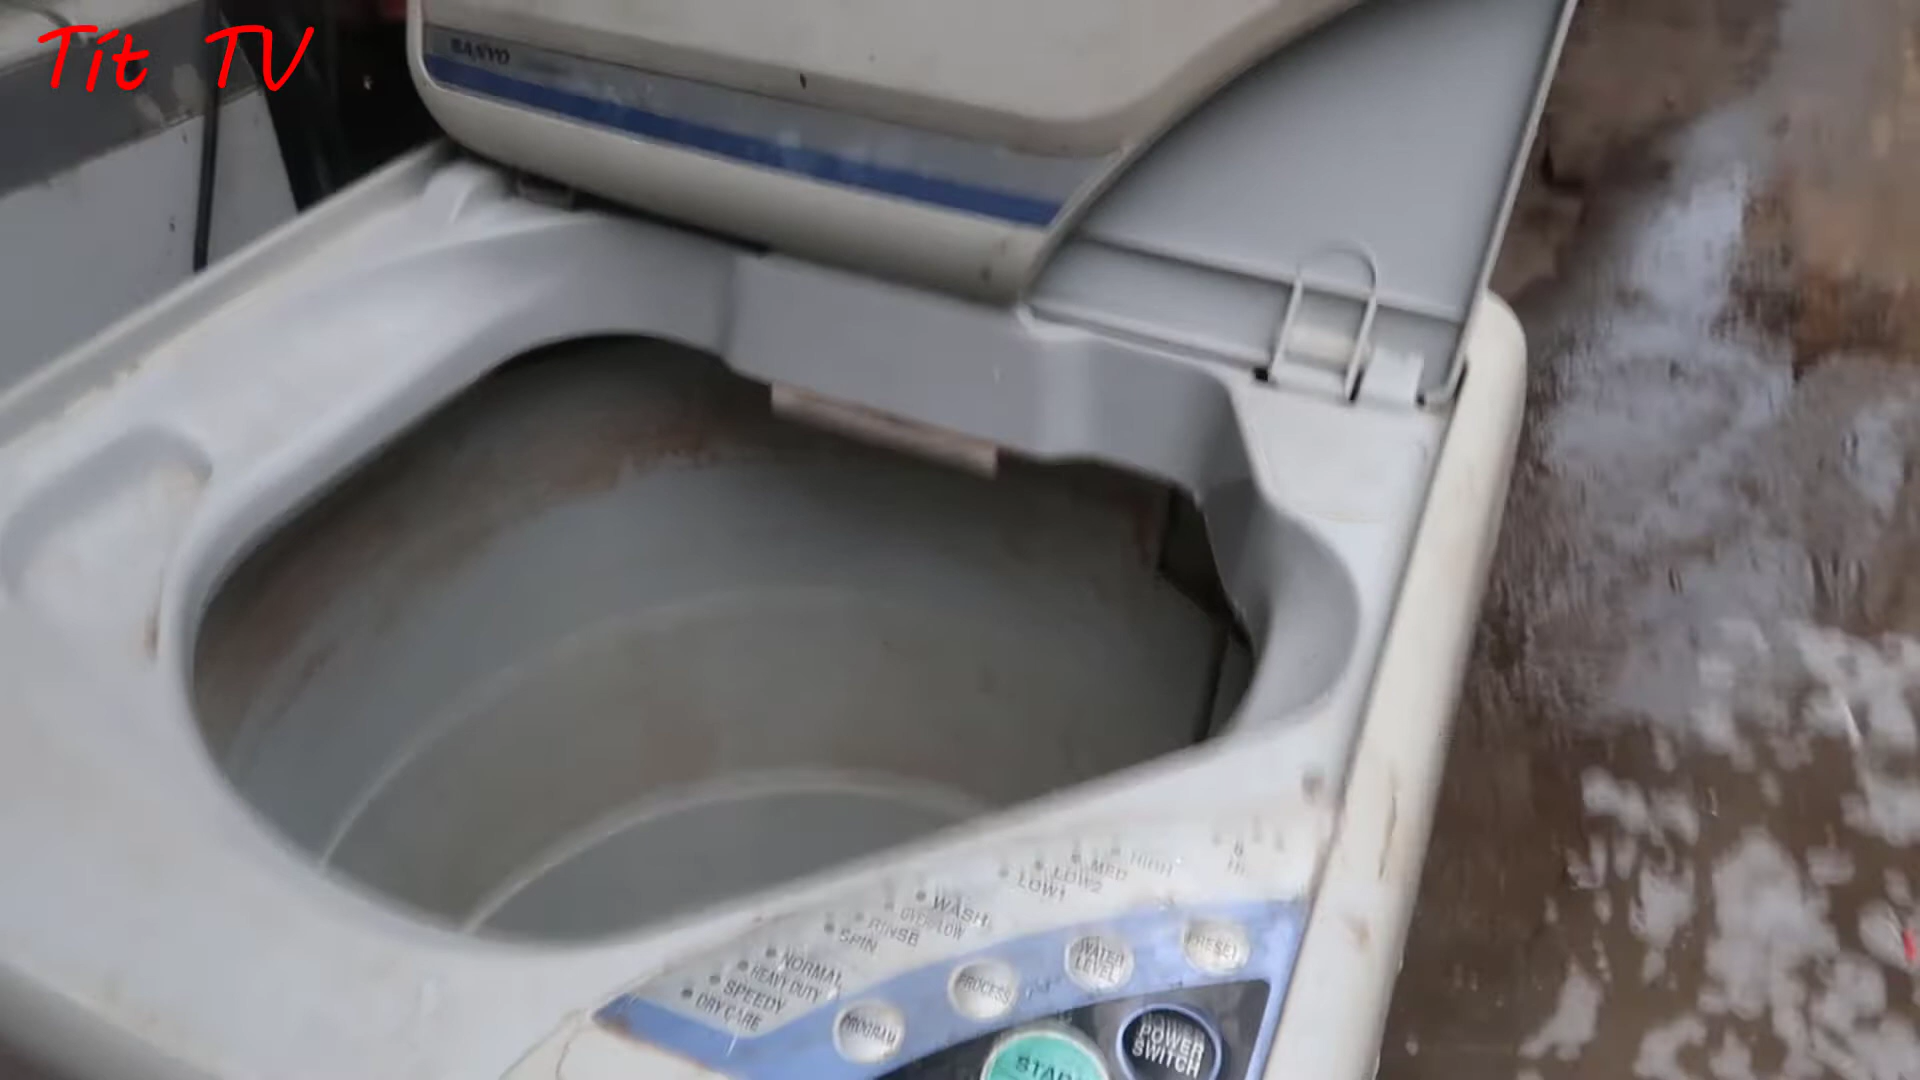 Tít TV
SANYO
HIGH
MED
LOW2
LOW1
WASH
OVERFLOW
RINSE
SPIN
NORMAL
HEAVY DUTY
SPEEDY
DRY CARE
PRESET
WATER LEVEL
PROCESS
PROGRAM
POWER SWITCH
START